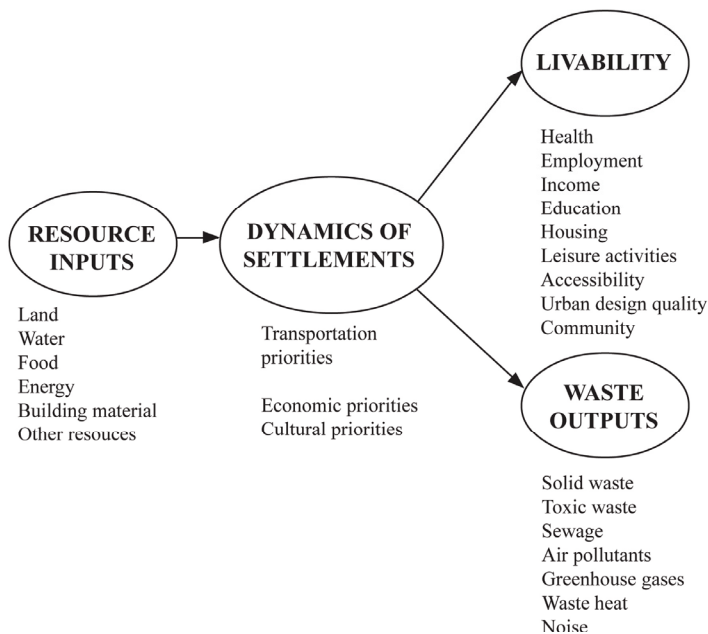 RESOURCE
INPUTS
Land
Water
Food
Energy
Building material
Other resouces
DYNAMICS OF
SETTLEMENTS
Transportation
priorities
Economic priorities
Cultural priorities
LIVABILITY
Health
Employment
Income
Education
Housing
Leisure activities
Accessibility
Urban design quality
Community
WASTE
OUTPUTS
Solid waste
Toxic waste
Sewage
Air pollutants
Greenhouse gases
Waste heat
Noise